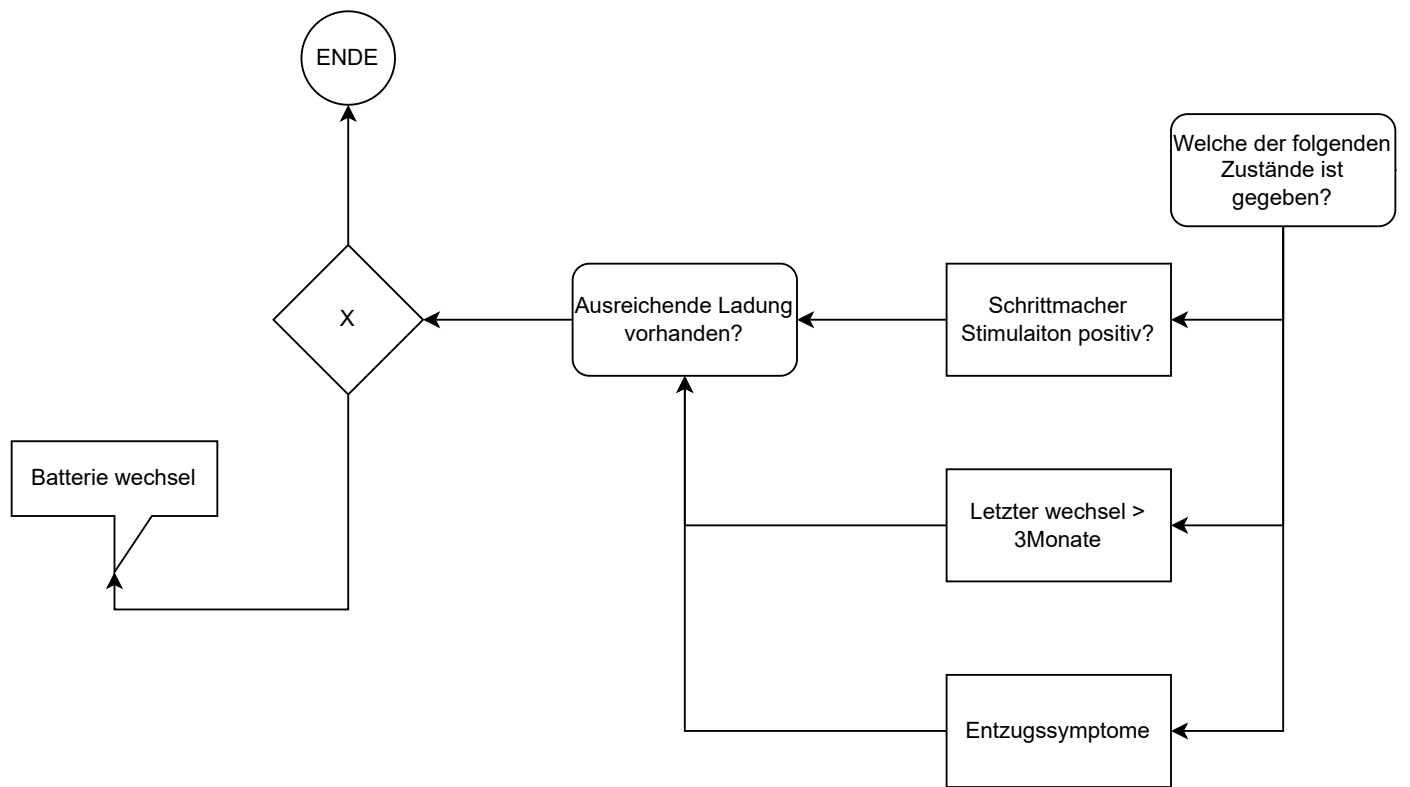 ENDE
Welche der folgenden
Zustände ist
gegeben?
Schrittmacher
Stimulaiton positiv?
Ausreichende Ladung
vorhanden?
X
Batterie wechsel
Letzter wechsel >
3Monate
Entzugssymptome